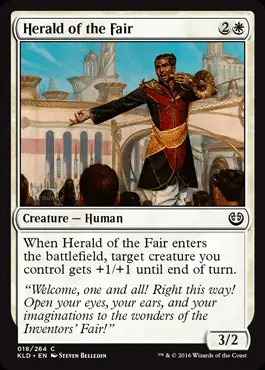 Herald of the Fair 2
Creature — Human
When Herald of the Fair enters
the battlefield, target creature you
control gets +1/+1 until end of turn.
“Welcome, one and all! Right this way!
Open your eyes, your ears, and your
imaginations to the wonders of the
Inventors’ Fair!”
3/2
018/264 C
KLD • EN Steven Belledin
™ & © 2016 Wizards of the Coast